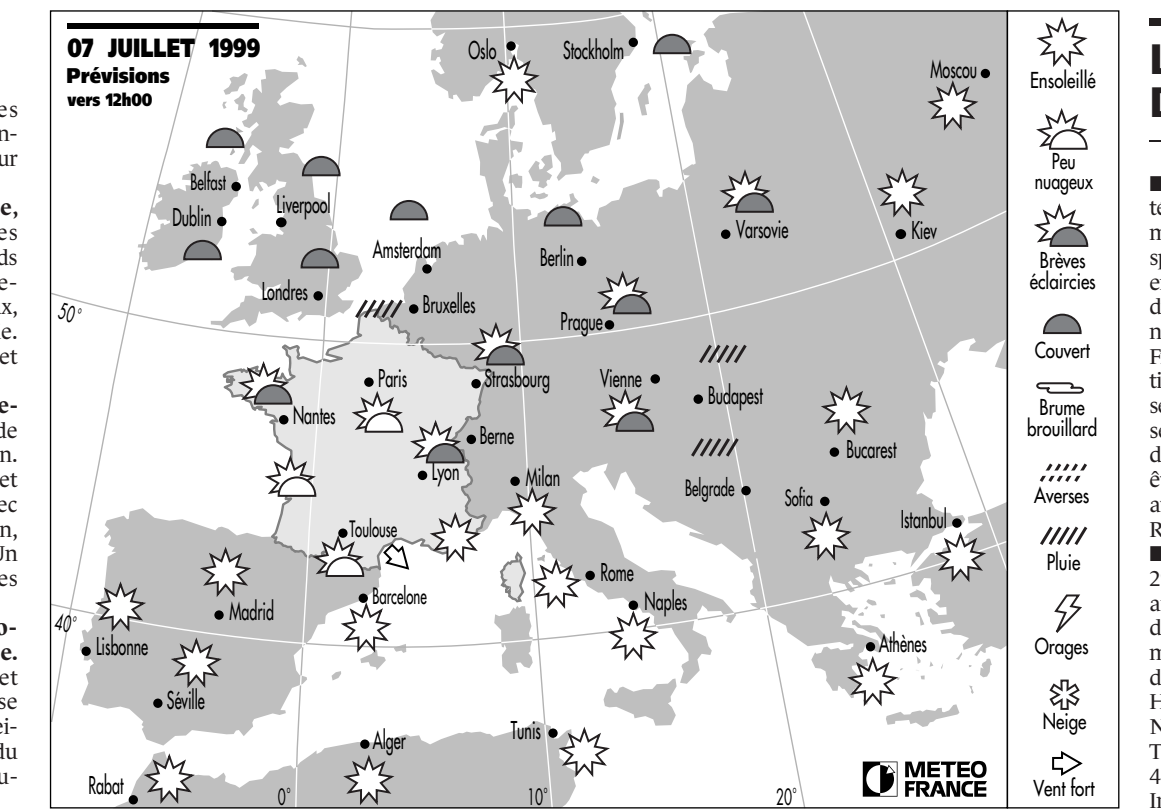 07 JUILLET 1999
Prévisions
vers 12h00
Oslo
Stockholm
Moscou
Belfast
Dublin
Liverpool
Amsterdam
Berlin
Varsovie
Kiev
Londres
Bruxelles
Prague
50°
Paris
Strasbourg
Vienne
Budapest
Nantes
Berne
Lyon
Milan
Bucarest
Belgrade
Sofia
Istanbul
Toulouse
Rome
Barcelone
Naples
Madrid
40°
Lisbonne
Athènes
Séville
Alger
Tunis
Rabat
0°
10°
20°
METEO
FRANCE
Ensoleillé
Peu
nuageux
Brèves
éclaircies
Couvert
Brume
brouillard
Averses
Pluie
Orages
Neige
Vent fort